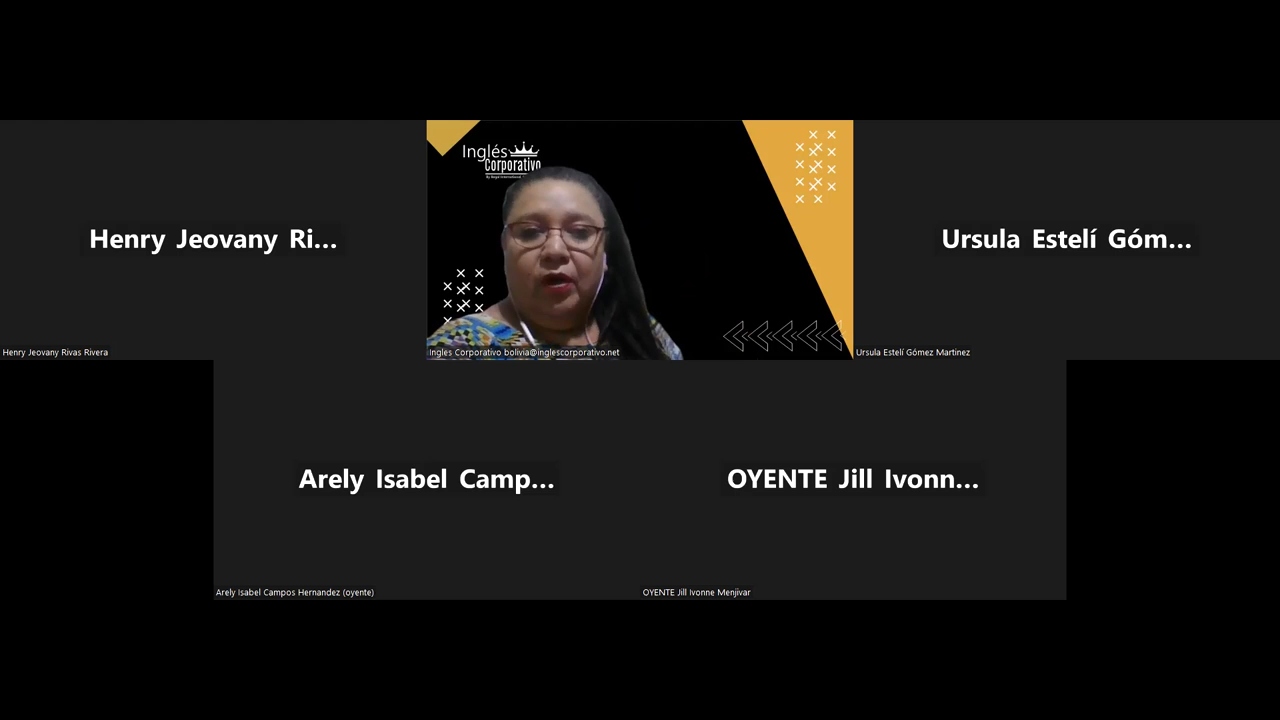 Henry Jeovany Ri...
Henry Jeovany Rivas Rivera
Inglés
Corporativo
Ingles Corporativo bolivia@inglescorporativo.net
Ursula Estelí Góm...
Ursula Estelí Gómez Martinez
Arely Isabel Camp...
Arely Isabel Campos Hernandez (oyente)
OYENTE Jill Ivonn...
OYENTE Jill Ivonne Menjivar